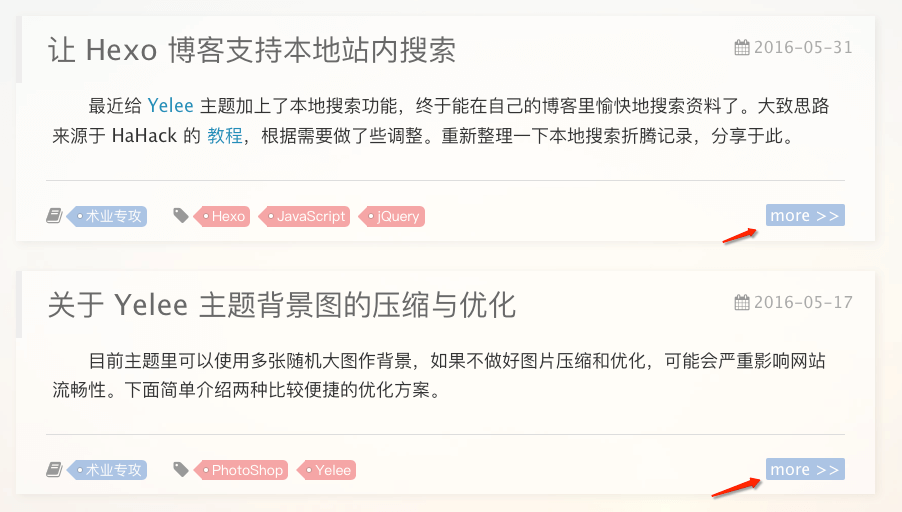 让 Hexo 博客支持本地站内搜索
2016-05-31
最近给 Yelee 主题加上了本地搜索功能，终于能在自己的博客里愉快地搜索资料了。大致思路
来源于 HaHack 的 教程，根据需要做了些调整。重新整理一下本地搜索折腾记录，分享于此。
术业专攻 Hexo JavaScript jQuery more >>
关于 Yelee 主题背景图的压缩与优化
2016-05-17
目前主题里可以使用多张随机大图作背景，如果不做好图片压缩和优化，可能会严重影响网站
流畅性。下面简单介绍两种比较便捷的优化方案。
术业专攻 PhotoShop Yelee more >>